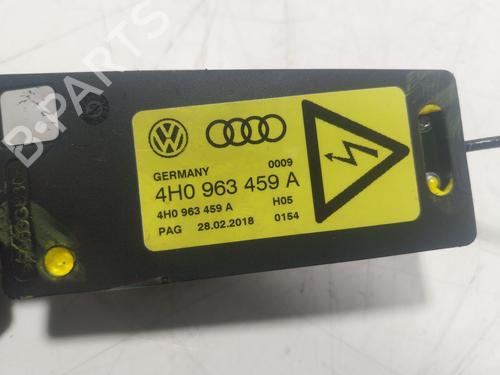 B-PARTS
GERMANY 0009
4H0 963 459 A
4H0 963 459 A H05
PAG 28.02.2018 0154